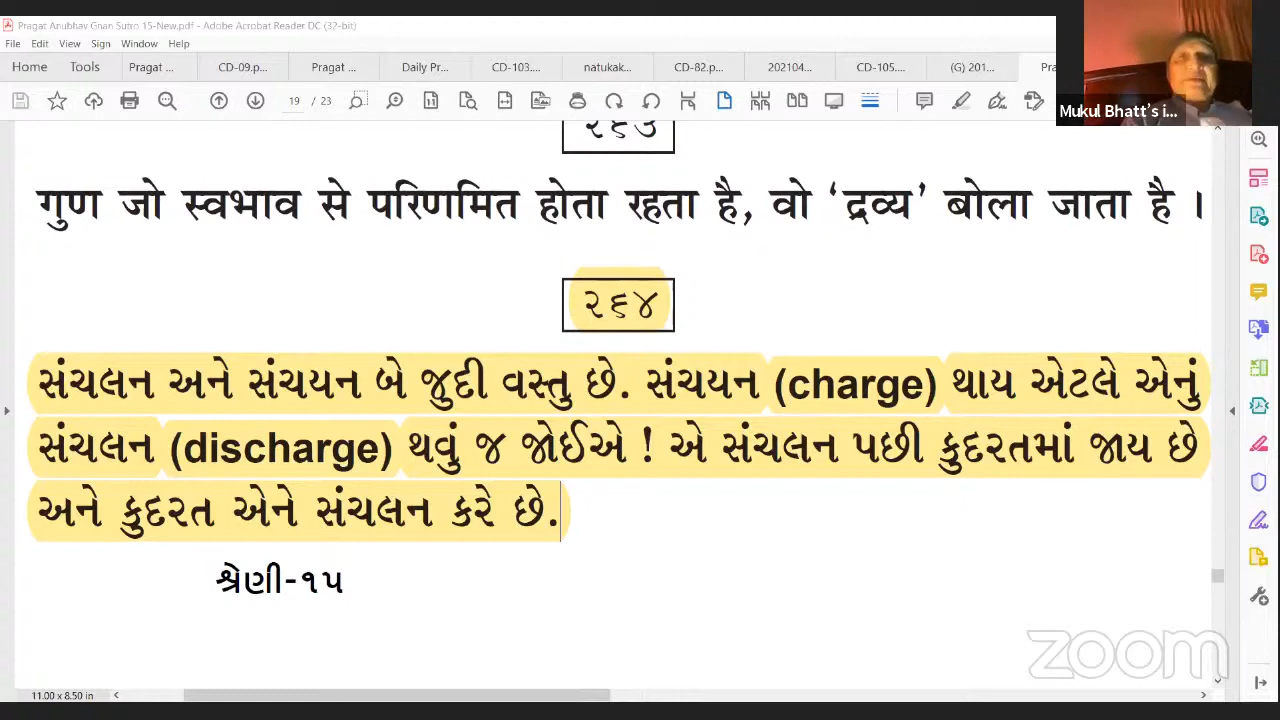 Pragat Anubhav Gnan Sutro 15-New.pdf - Adobe Acrobat Reader DC (32-bit)
File Edit View Sign Window Help
Home Tools Pragat ... CD-09.p... Pragat Daily Pr... CD-103.... natukak... CD-82.p... 202104... CD-105.... (G) 201... Pra
19 / 23
Mukul Bhatt's i...
૨૬૩
गुण जो स्वभाव से परिणमित होता रहता है, वो 'द्रव्य' बोला जाता है ।
૨૬૪
સંચલન અને સંચયન બે જુદી વસ્તુ છે. સંચયન (charge) થાય એટલે એનું
સંચલન (discharge) થવું જ જોઈએ ! એ સંચલન પછી કુદરતમાં જાય છે
અને કુદરત એને સંચલન કરે છે.
શ્રેણી-૧૫
zoom
11.00 x 8.50 in